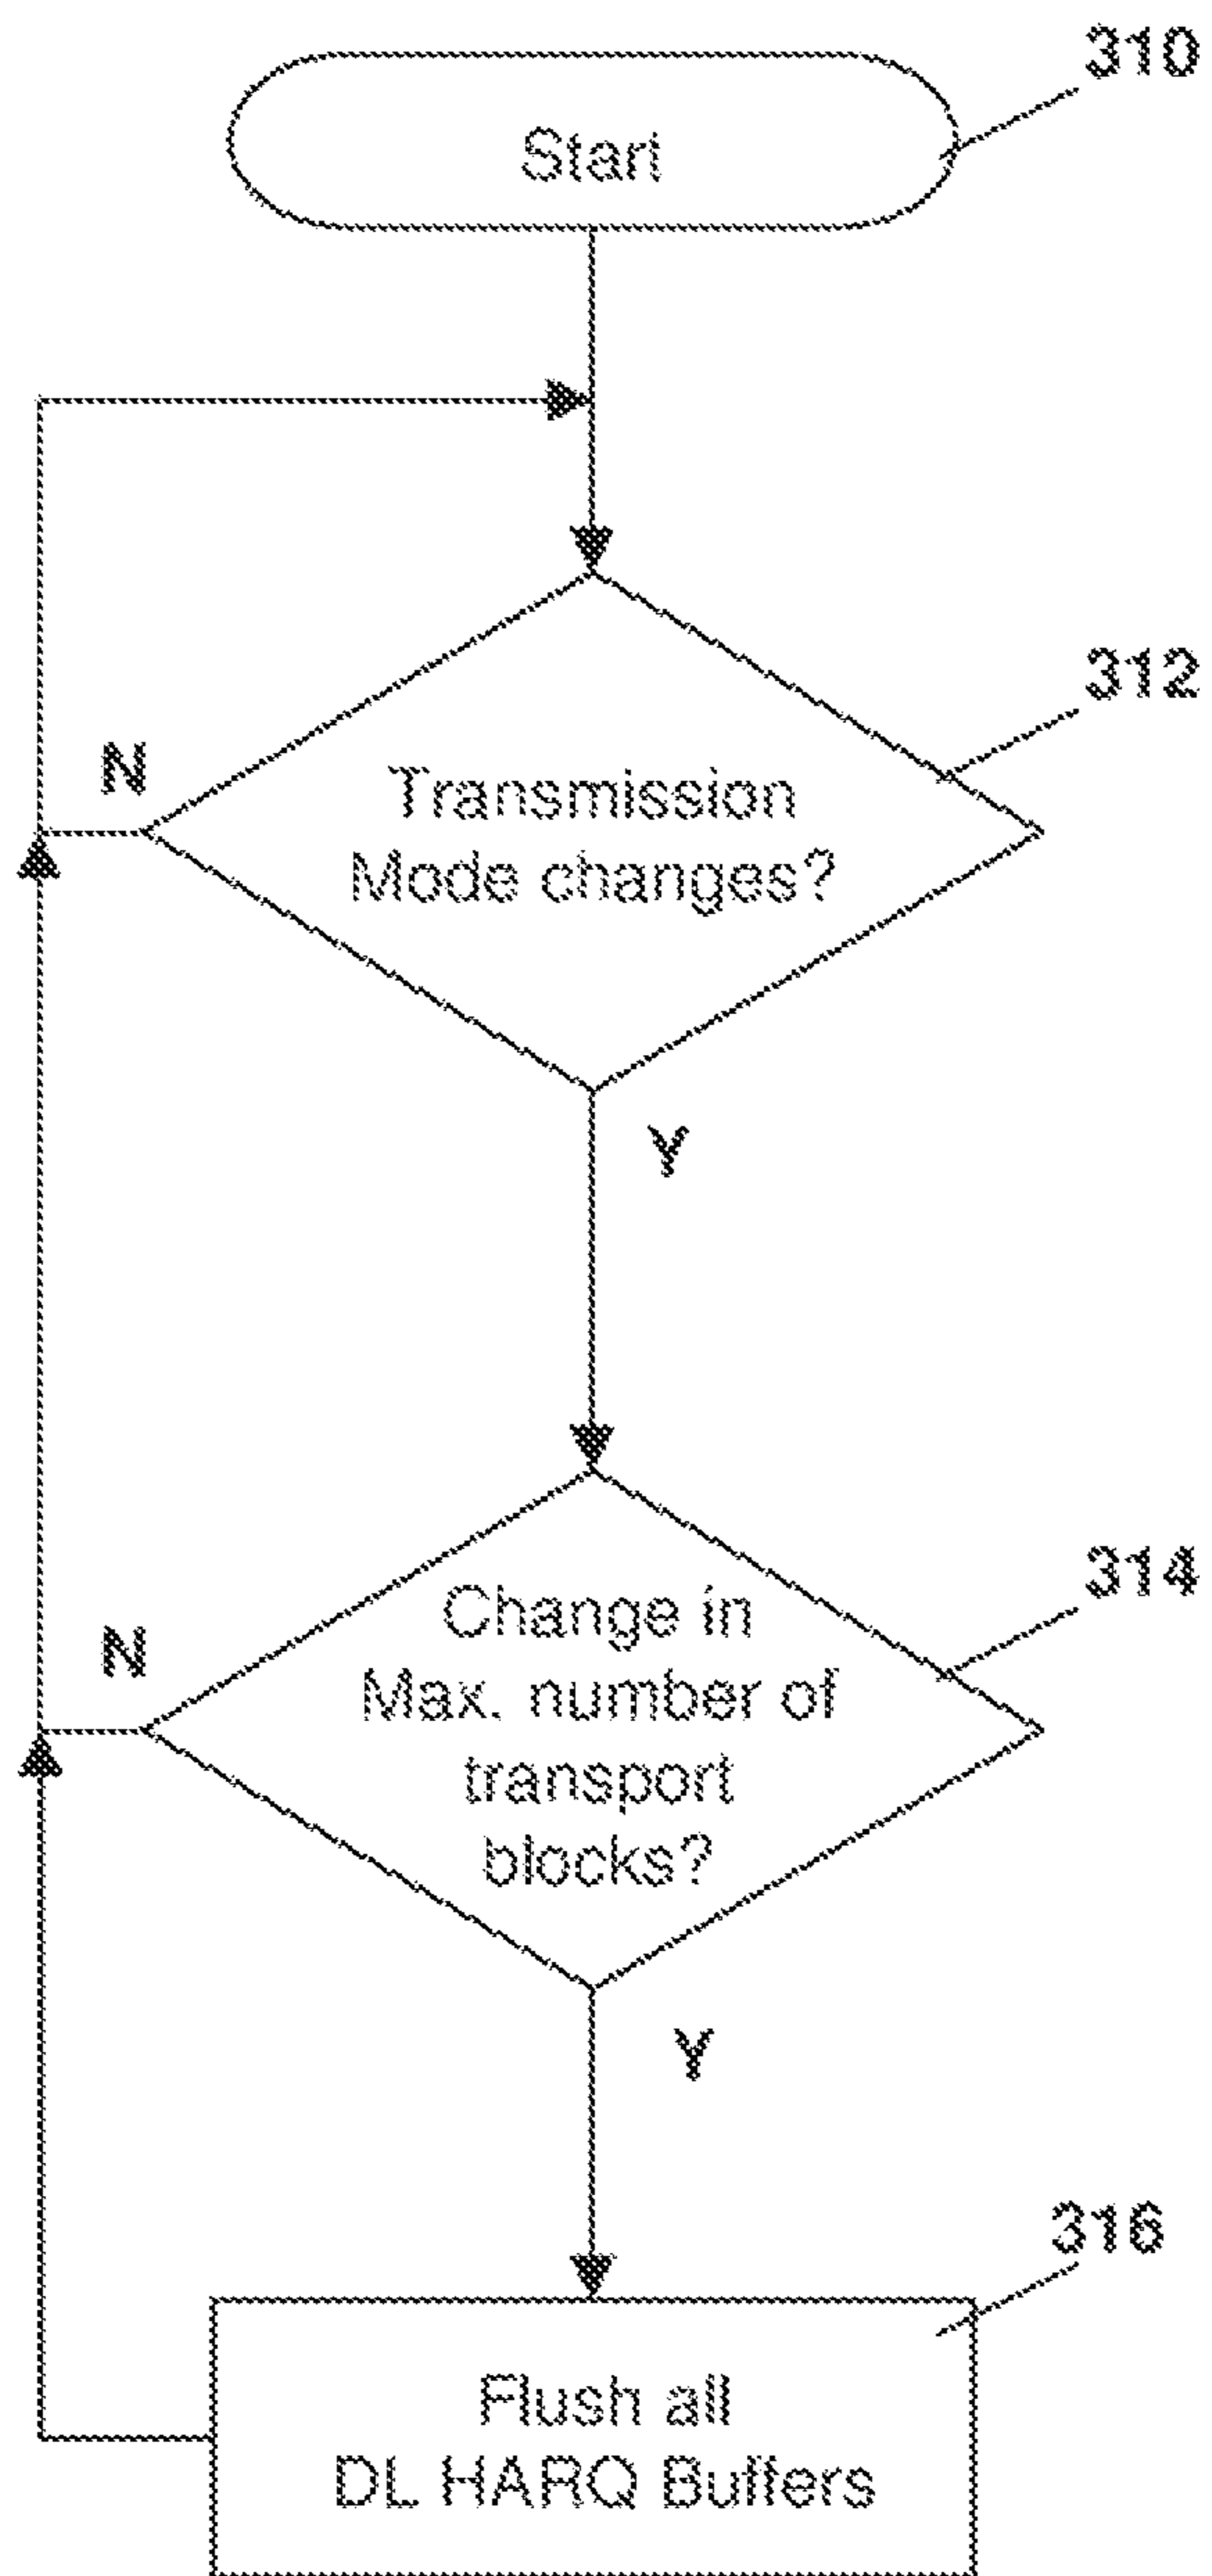 310
Start
312
N
Transmission
Mode changes?
Y
314
Change in
N
Max. number of
transport
blocks?
Y
316
Flush all
DL HARQ Buffers